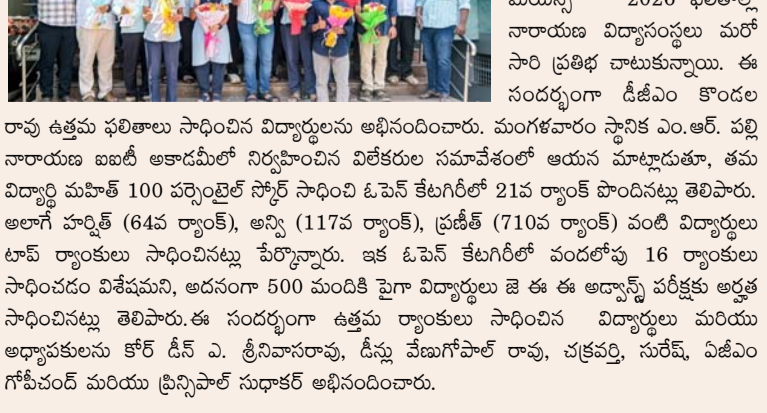 2026 ఫలితాల్లో
నారాయణ విద్యాసంస్థలు మరో
సారి ప్రతిభ చాటుకున్నాయి. ఈ
సందర్భంగా డీజీఎం కొండల
రావు ఉత్తమ ఫలితాలు సాధించిన విద్యార్థులను అభినందించారు. మంగళవారం స్థానిక ఎం.ఆర్. పల్లి
నారాయణ ఐఐటీ అకాడమీలో నిర్వహించిన విలేకరుల సమావేశంలో ఆయన మాట్లాడుతూ, తమ
విద్యార్థి మహిత్ 100 పర్సెంటైల్ స్కోర్ సాధించి ఓపెన్ కేటగిరీలో 21వ ర్యాంక్ పొందినట్లు తెలిపారు.
అలాగే హర్షిత్ (64వ ర్యాంక్), అన్వి (117వ ర్యాంక్), ప్రణీత్ (710వ ర్యాంక్) వంటి విద్యార్థులు
టాప్ ర్యాంకులు సాధించినట్లు పేర్కొన్నారు. ఇక ఓపెన్ కేటగిరీలో వందలోపు 16 ర్యాంకులు
సాధించడం విశేషమని, అదనంగా 500 మందికి పైగా విద్యార్థులు జె ఈ ఈ అడ్వాన్స్డ్ పరీక్షకు అర్హత
సాధించినట్లు తెలిపారు.ఈ సందర్భంగా ఉత్తమ ర్యాంకులు సాధించిన విద్యార్థులు మరియు
అధ్యాపకులను కోర్ డీన్ ఎ. శ్రీనివాసరావు, డీన్లు వేణుగోపాల్ రావు, చక్రవర్తి, సురేష్, ఏజీఎం
గోపీచంద్ మరియు ప్రిన్సిపాల్ సుధాకర్ అభినందించారు.